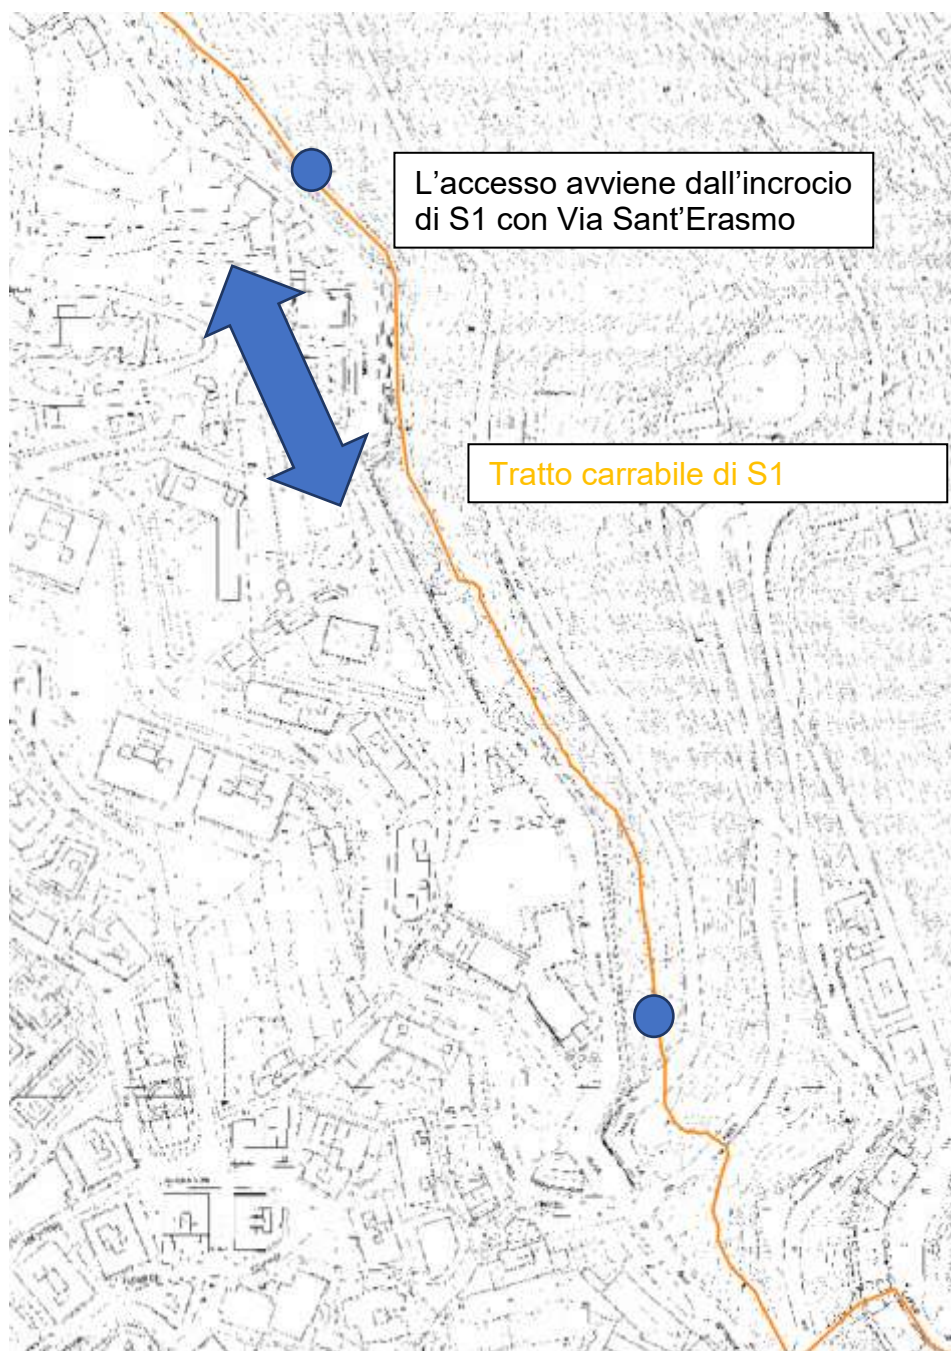 L’accesso avviene dall’incrocio
di S1 con Via Sant’Erasmo
Tratto carrabile di S1